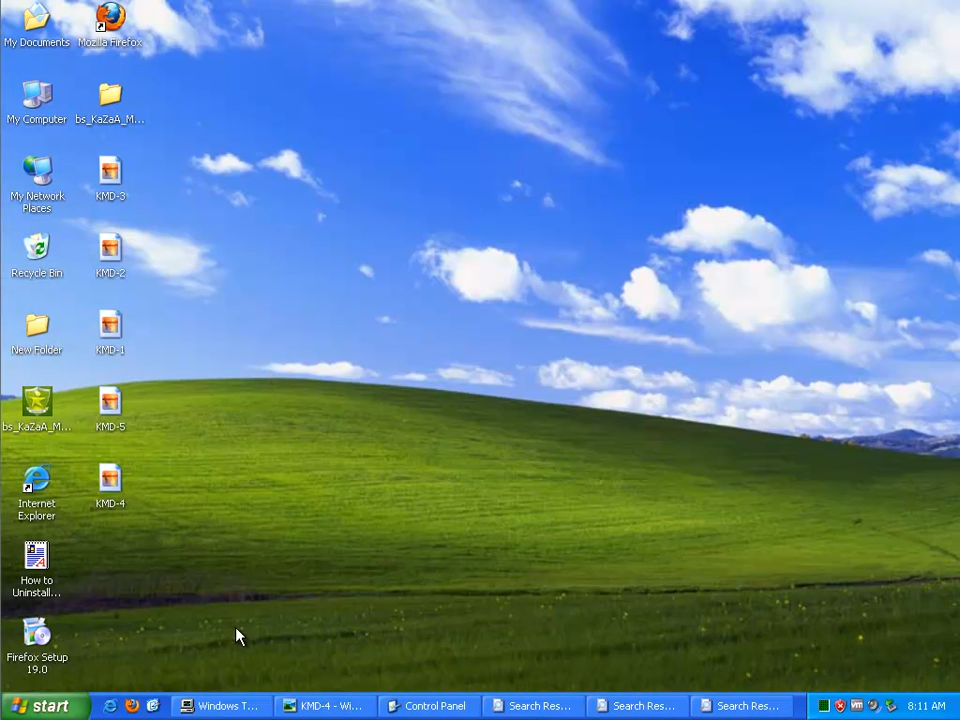 My Documents
Mozilla Firefox
My Computer
bs_KaZaA_M...
My Network
Places
KMD-3
Recycle Bin
KMD-2
New Folder
KMD-1
bs_KaZaA_M...
KMD-5
Internet
Explorer
KMD-4
How to
Uninstall...
Firefox Setup
19.0
start
Windows T...
KMD-4 - Wi...
Control Panel
Search Res...
Search Res...
Search Res...
8:11 AM